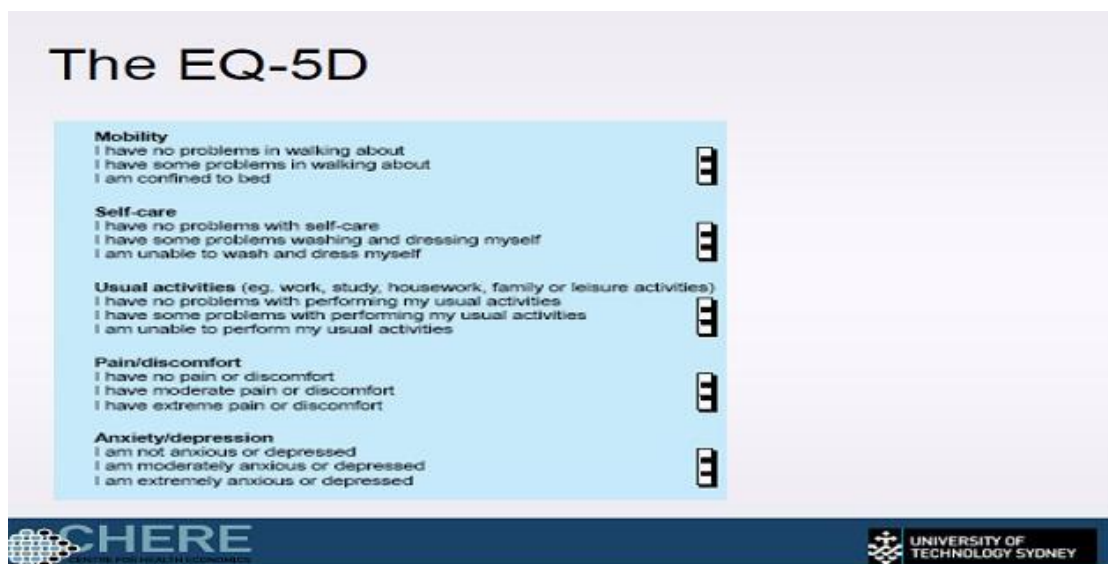 The EQ-5D
Mobility
I have no problems in walking about
I have some problems in walking about
I am confined to bed
Self-care
I have no problems with self-care
I have some problems washing and dressing myself
I am unable to wash and dress myself
Usual activities (eg. work, study, housework, family or leisure activities)
I have no problems with performing my usual activities
I have some problems with performing my usual activities
I am unable to perform my usual activities
Pain/discomfort
I have no pain or discomfort
I have moderate pain or discomfort
I have extreme pain or discomfort
Anxiety/depression
I am not anxious or depressed
I am moderately anxious or depressed
I am extremely anxious or depressed
CHERE
CENTRE FOR HEALTH ECONOMICS
UNIVERSITY OF
TECHNOLOGY SYDNEY